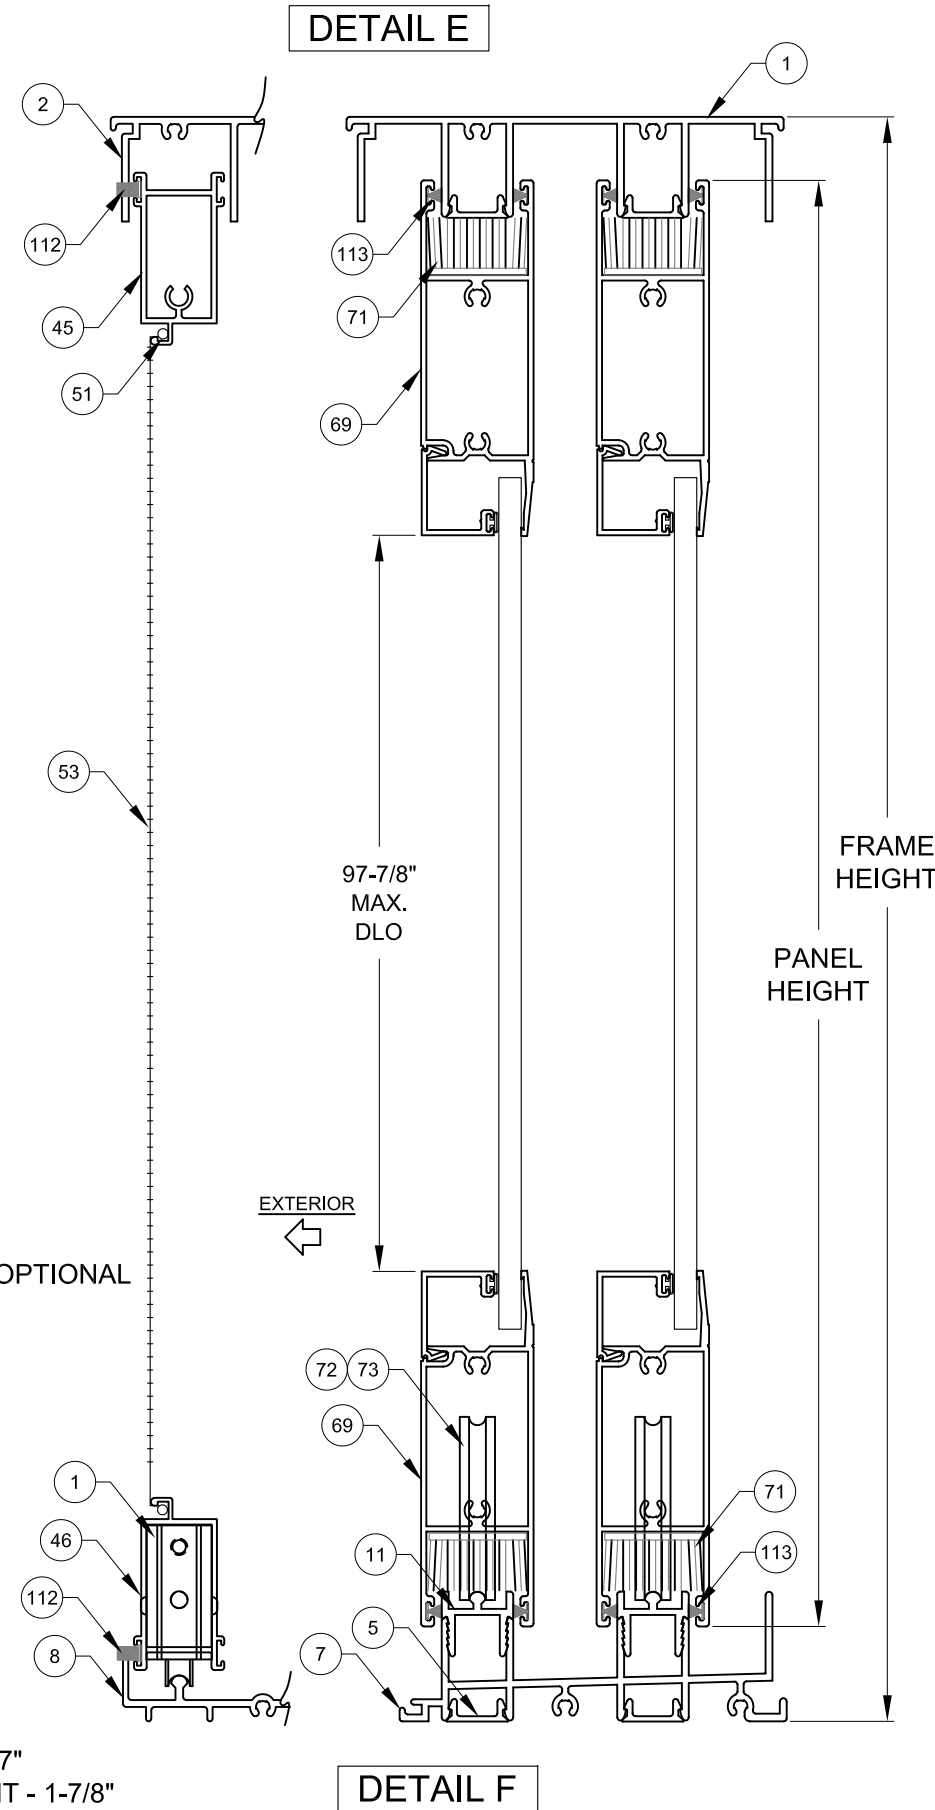 DETAIL E
1
2
112
113
71
45
51
69
53
97-7/8"
MAX.
DLO
FRAME
HEIGHT
PANEL
HEIGHT
EXTERIOR
OPTIONAL
72 73
69
1
71
46
11
113
112
5
8
7
7"
IT - 1-7/8"
DETAIL F